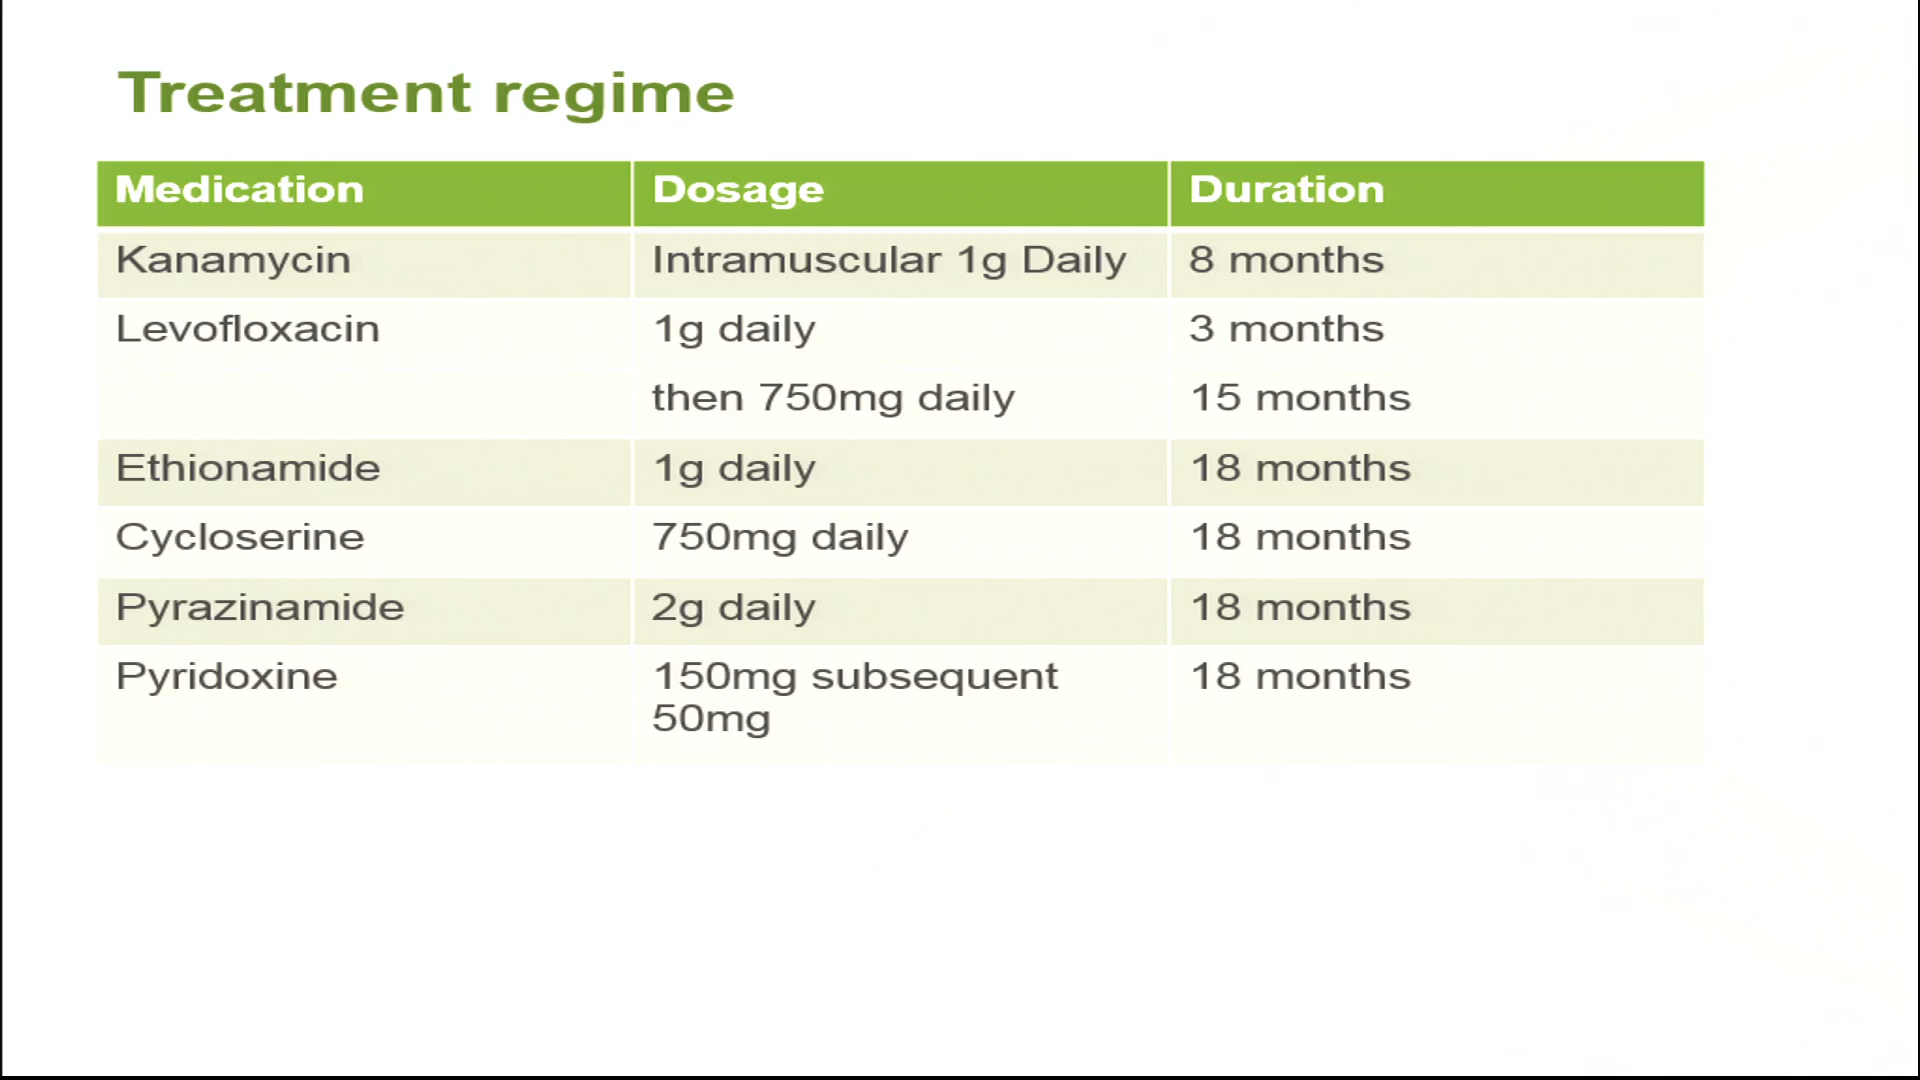 Treatment regime
Medication Dosage Duration
Kanamycin Intramuscular 1g Daily 8 months
Levofloxacin 1g daily 3 months
then 750mg daily 15 months
Ethionamide 1g daily 18 months
Cycloserine 750mg daily 18 months
Pyrazinamide 2g daily 18 months
Pyridoxine 150mg subsequent 18 months
50mg